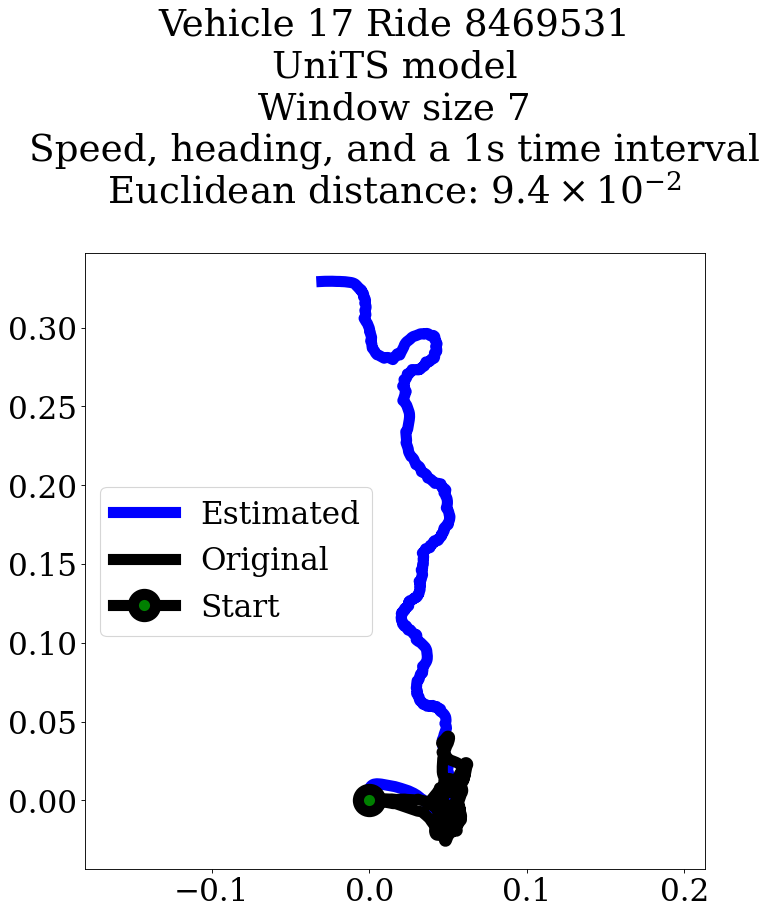 Vehicle 17 Ride 8469531
UniTS model
Window size 7
Speed, heading, and a 1s time interval
Euclidean distance: 9.4 × 10⁻²
0.30
0.25
0.20
0.15
0.10
0.05
0.00
Estimated
Original
Start
−0.1
0.0
0.1
0.2